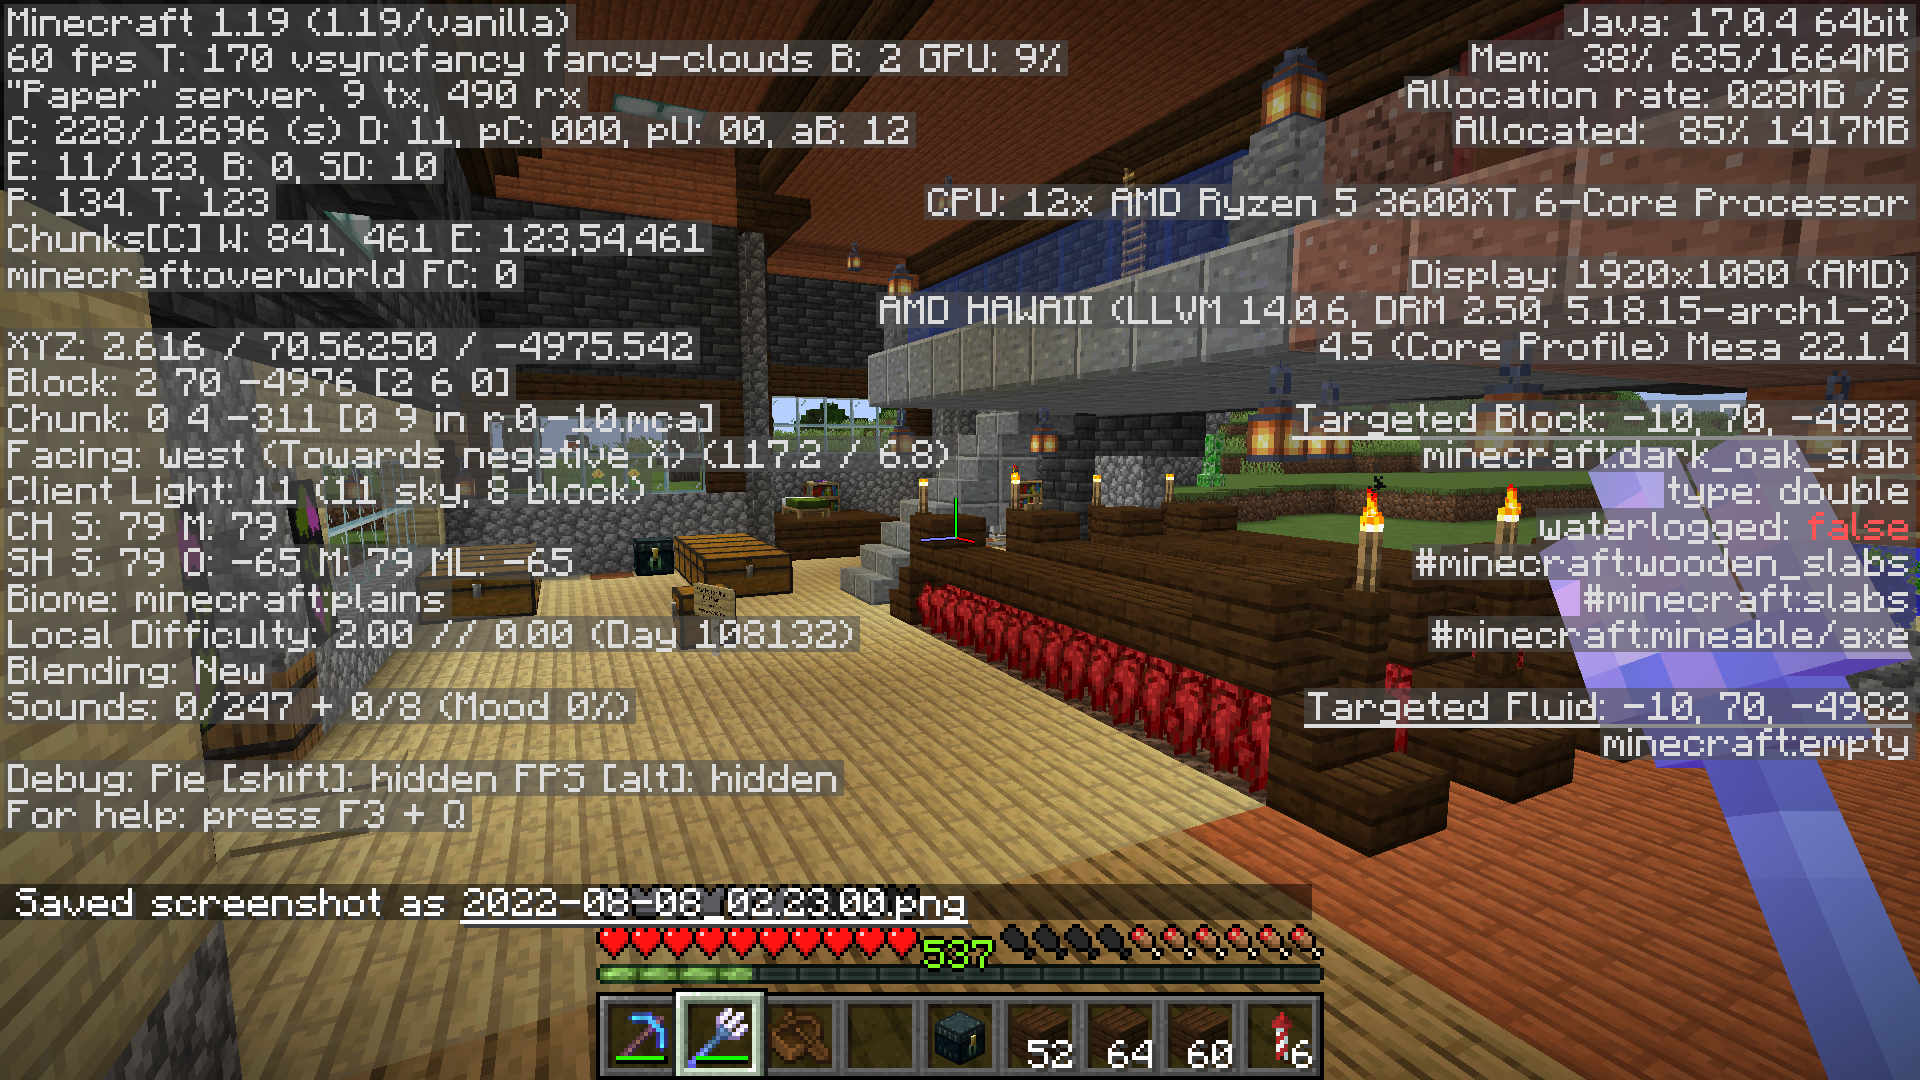 Minecraft 1.19 (1.19/vanilla)
60 fps T: 170 vsyncfancy fancy-clouds B: 2 GPU: 9%
"Paper" server, 9 tx, 490 rx
C: 228/12696 (s) D: 11, pC: 000, pU: 00, aB: 12
E: 11/123, B: 0, SD: 10
P: 134. T: 123
Chunks[C] W: 841, 461 E: 123,54,461
minecraft:overworld FC: 0
XYZ: 2.616 / 70.56250 / -4975.542
Block: 2 70 -4976 [2 6 0]
Chunk: 0 4 -311 [0 9 in r.0.-10.mca]
Facing: west (Towards negative X) (117.2 / 6.8)
Client Light: 11 (11 sky, 8 block)
CH S: 79 M: 79
SH S: 79 O: -65 M: 79 ML: -65
Biome: minecraft:plains
Local Difficulty: 2.00 // 0.00 (Day 108132)
Blending: New
Sounds: 0/247 + 0/8 (Mood 0%)
Debug: Pie [shift]: hidden FPS [alt]: hidden
For help: press F3 + Q
Java: 17.0.4 64bit
Mem: 38% 635/1664MB
Allocation rate: 028MB /s
Allocated: 85% 1417MB
CPU: 12x AMD Ryzen 5 3600XT 6-Core Processor
Display: 1920x1080 (AMD)
AMD HAWAII (LLVM 14.0.6, DRM 2.50, 5.18.15-arch1-2)
4.5 (Core Profile) Mesa 22.1.4
Targeted Block: -10, 70, -4982
minecraft:dark_oak_slab
type: double
waterlogged: false
#minecraft:wooden_slabs
#minecraft:slabs
#minecraft:mineable/axe
Targeted Fluid: -10, 70, -4982
minecraft:empty
Saved screenshot as 2022-08-08_02.23.00.png
537
52 64 60 6